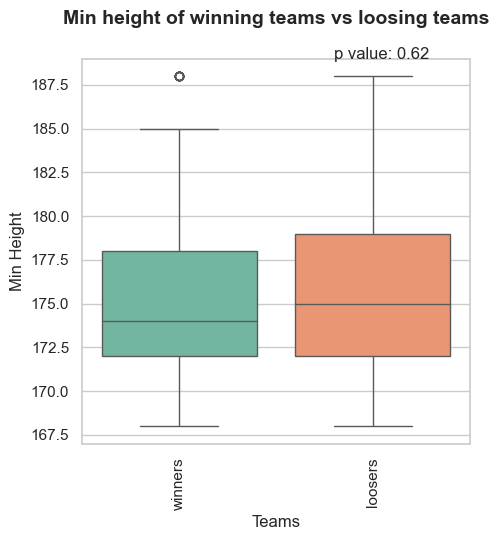 Min height of winning teams vs loosing teams
p value: 0.62
187.5
185.0
182.5
180.0
177.5
175.0
172.5
170.0
167.5
Min Height
winners
loosers
Teams